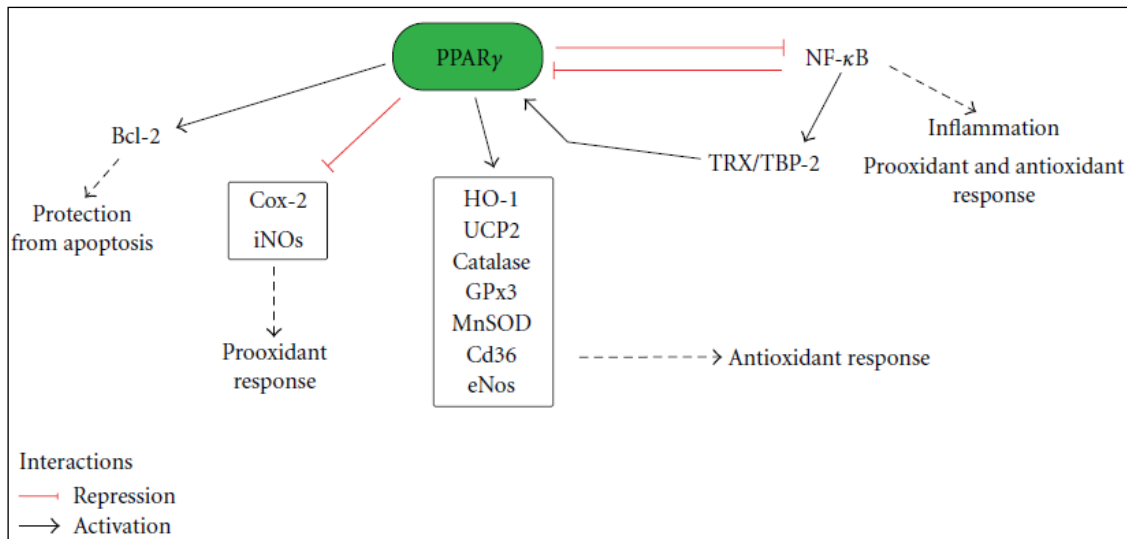 PPARγ
NF-κB
Bcl-2
Inflammation
TRX/TBP-2
Prooxidant and antioxidant
response
Protection
from apoptosis
Cox-2
iNOs
HO-1
UCP2
Catalase
GPx3
MnSOD
Cd36
eNos
Prooxidant
response
Antioxidant response
Interactions
Repression
Activation